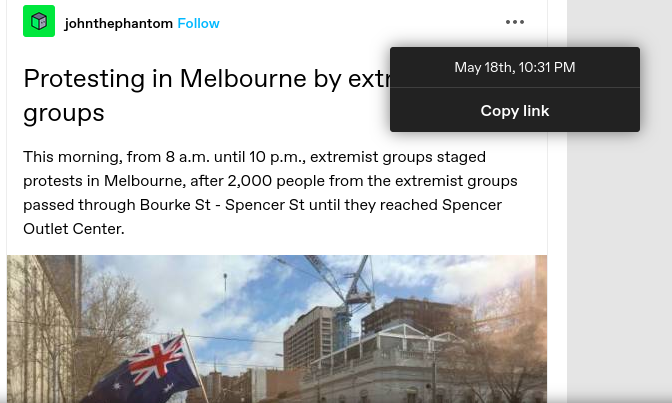 johnthephantom Follow
May 18th, 10:31 PM
Copy link
Protesting in Melbourne by extr
groups
This morning, from 8 a.m. until 10 p.m., extremist groups staged
protests in Melbourne, after 2,000 people from the extremist groups
passed through Bourke St - Spencer St until they reached Spencer
Outlet Center.